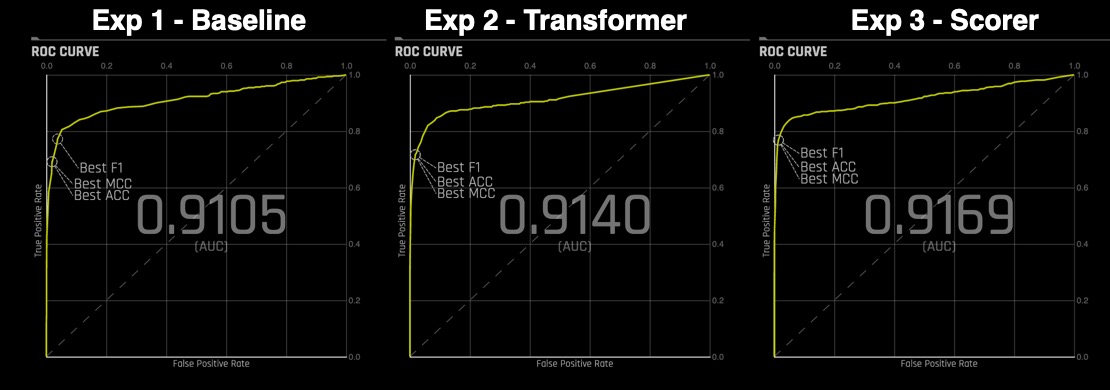 Exp 1 - Baseline
ROC CURVE
0.0 0.2 0.4 0.6 0.8 1.0
1.0
0.8
Best F1
Best MCC
Best ACC
0.6
0.9105
(AUC)
0.4
0.2
0.0
True Positive Rate
False Positive Rate
Exp 2 - Transformer
ROC CURVE
0.0 0.2 0.4 0.6 0.8 1.0
1.0
0.8
Best F1
Best ACC
Best MCC
0.6
0.9140
(AUC)
0.4
0.2
0.0
True Positive Rate
False Positive Rate
Exp 3 - Scorer
ROC CURVE
0.0 0.2 0.4 0.6 0.8 1.0
1.0
0.8
Best F1
Best ACC
Best MCC
0.6
0.9169
(AUC)
0.4
0.2
0.0
True Positive Rate
False Positive Rate